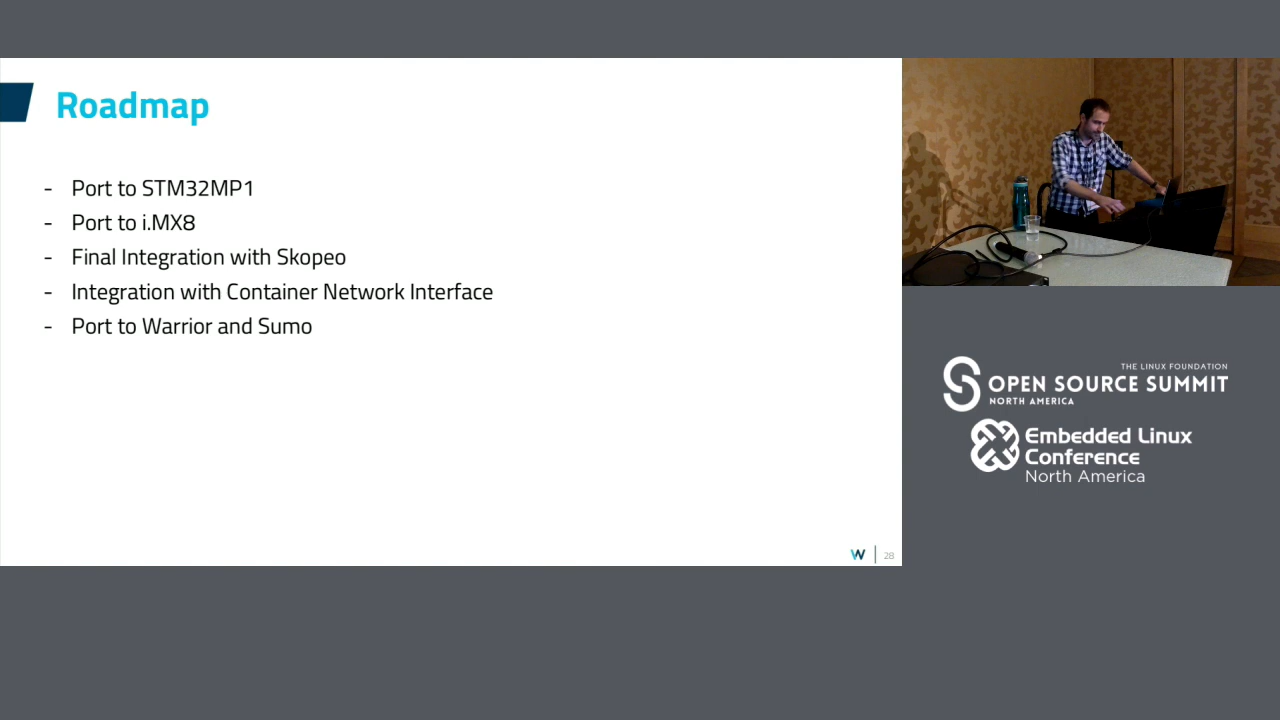 Roadmap
- Port to STM32MP1
- Port to i.MX8
- Final Integration with Skopeo
- Integration with Container Network Interface
- Port to Warrior and Sumo
W | 28
THE LINUX FOUNDATION
OPEN SOURCE SUMMIT
NORTH AMERICA
Embedded Linux
Conference
North America